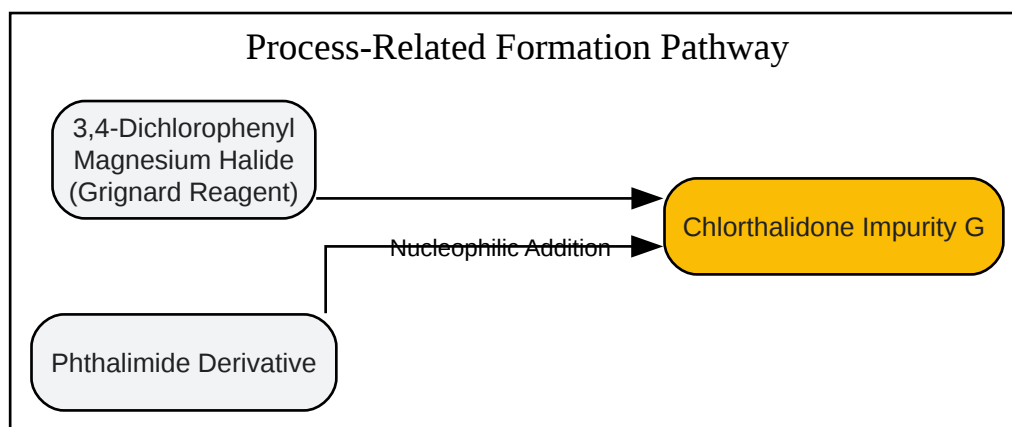 Process-Related Formation Pathway
3,4-Dichlorophenyl
Magnesium Halide
(Grignard Reagent)
Chlorthalidone Impurity G
Nucleophilic Addition
Phthalimide Derivative